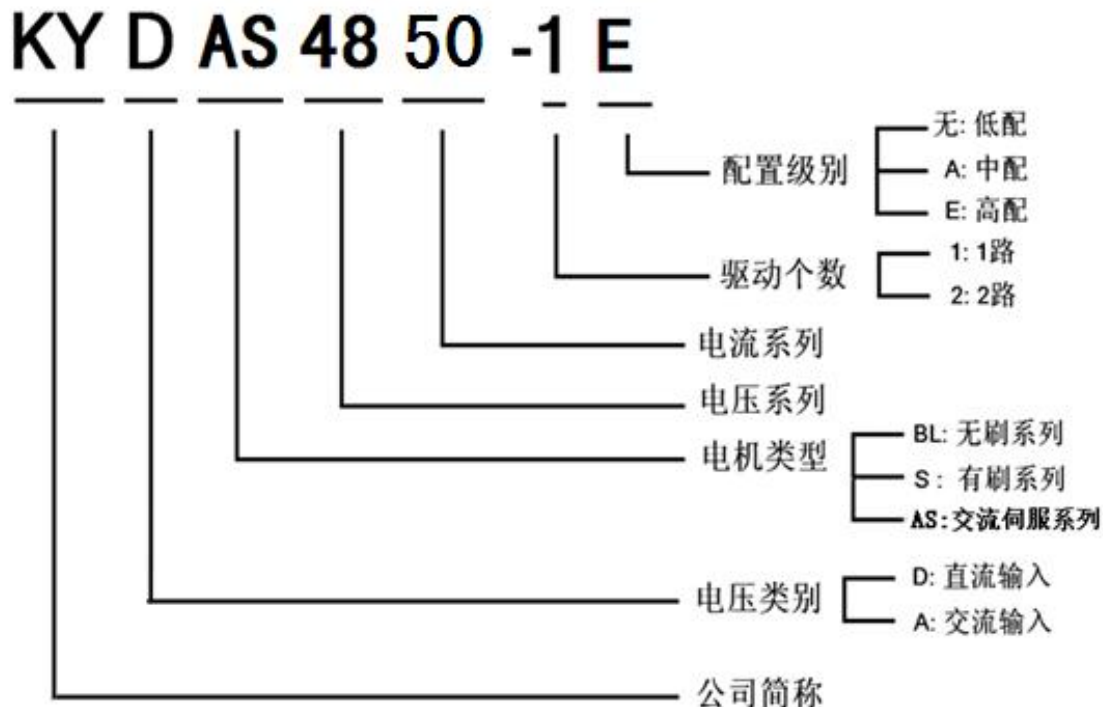 KY D AS 48 50 -1 E
无: 低配
配置级别
A: 中配
E: 高配
1: 1路
驱动个数
2: 2路
电流系列
电压系列
BL: 无刷系列
电机类型
S: 有刷系列
AS:交流伺服系列
D: 直流输入
电压类别
A: 交流输入
公司简称